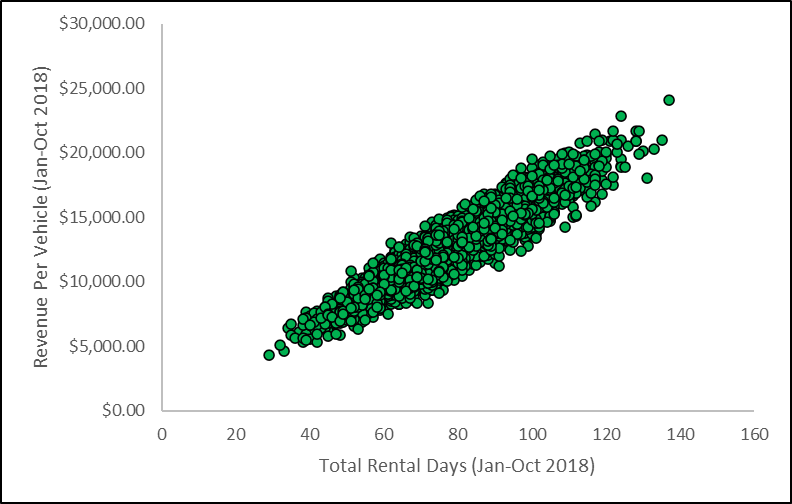 $30,000.00
$25,000.00
$20,000.00
$15,000.00
$10,000.00
$5,000.00
$0.00
Revenue Per Vehicle (Jan-Oct 2018)
0 20 40 60 80 100 120 140 160
Total Rental Days (Jan-Oct 2018)